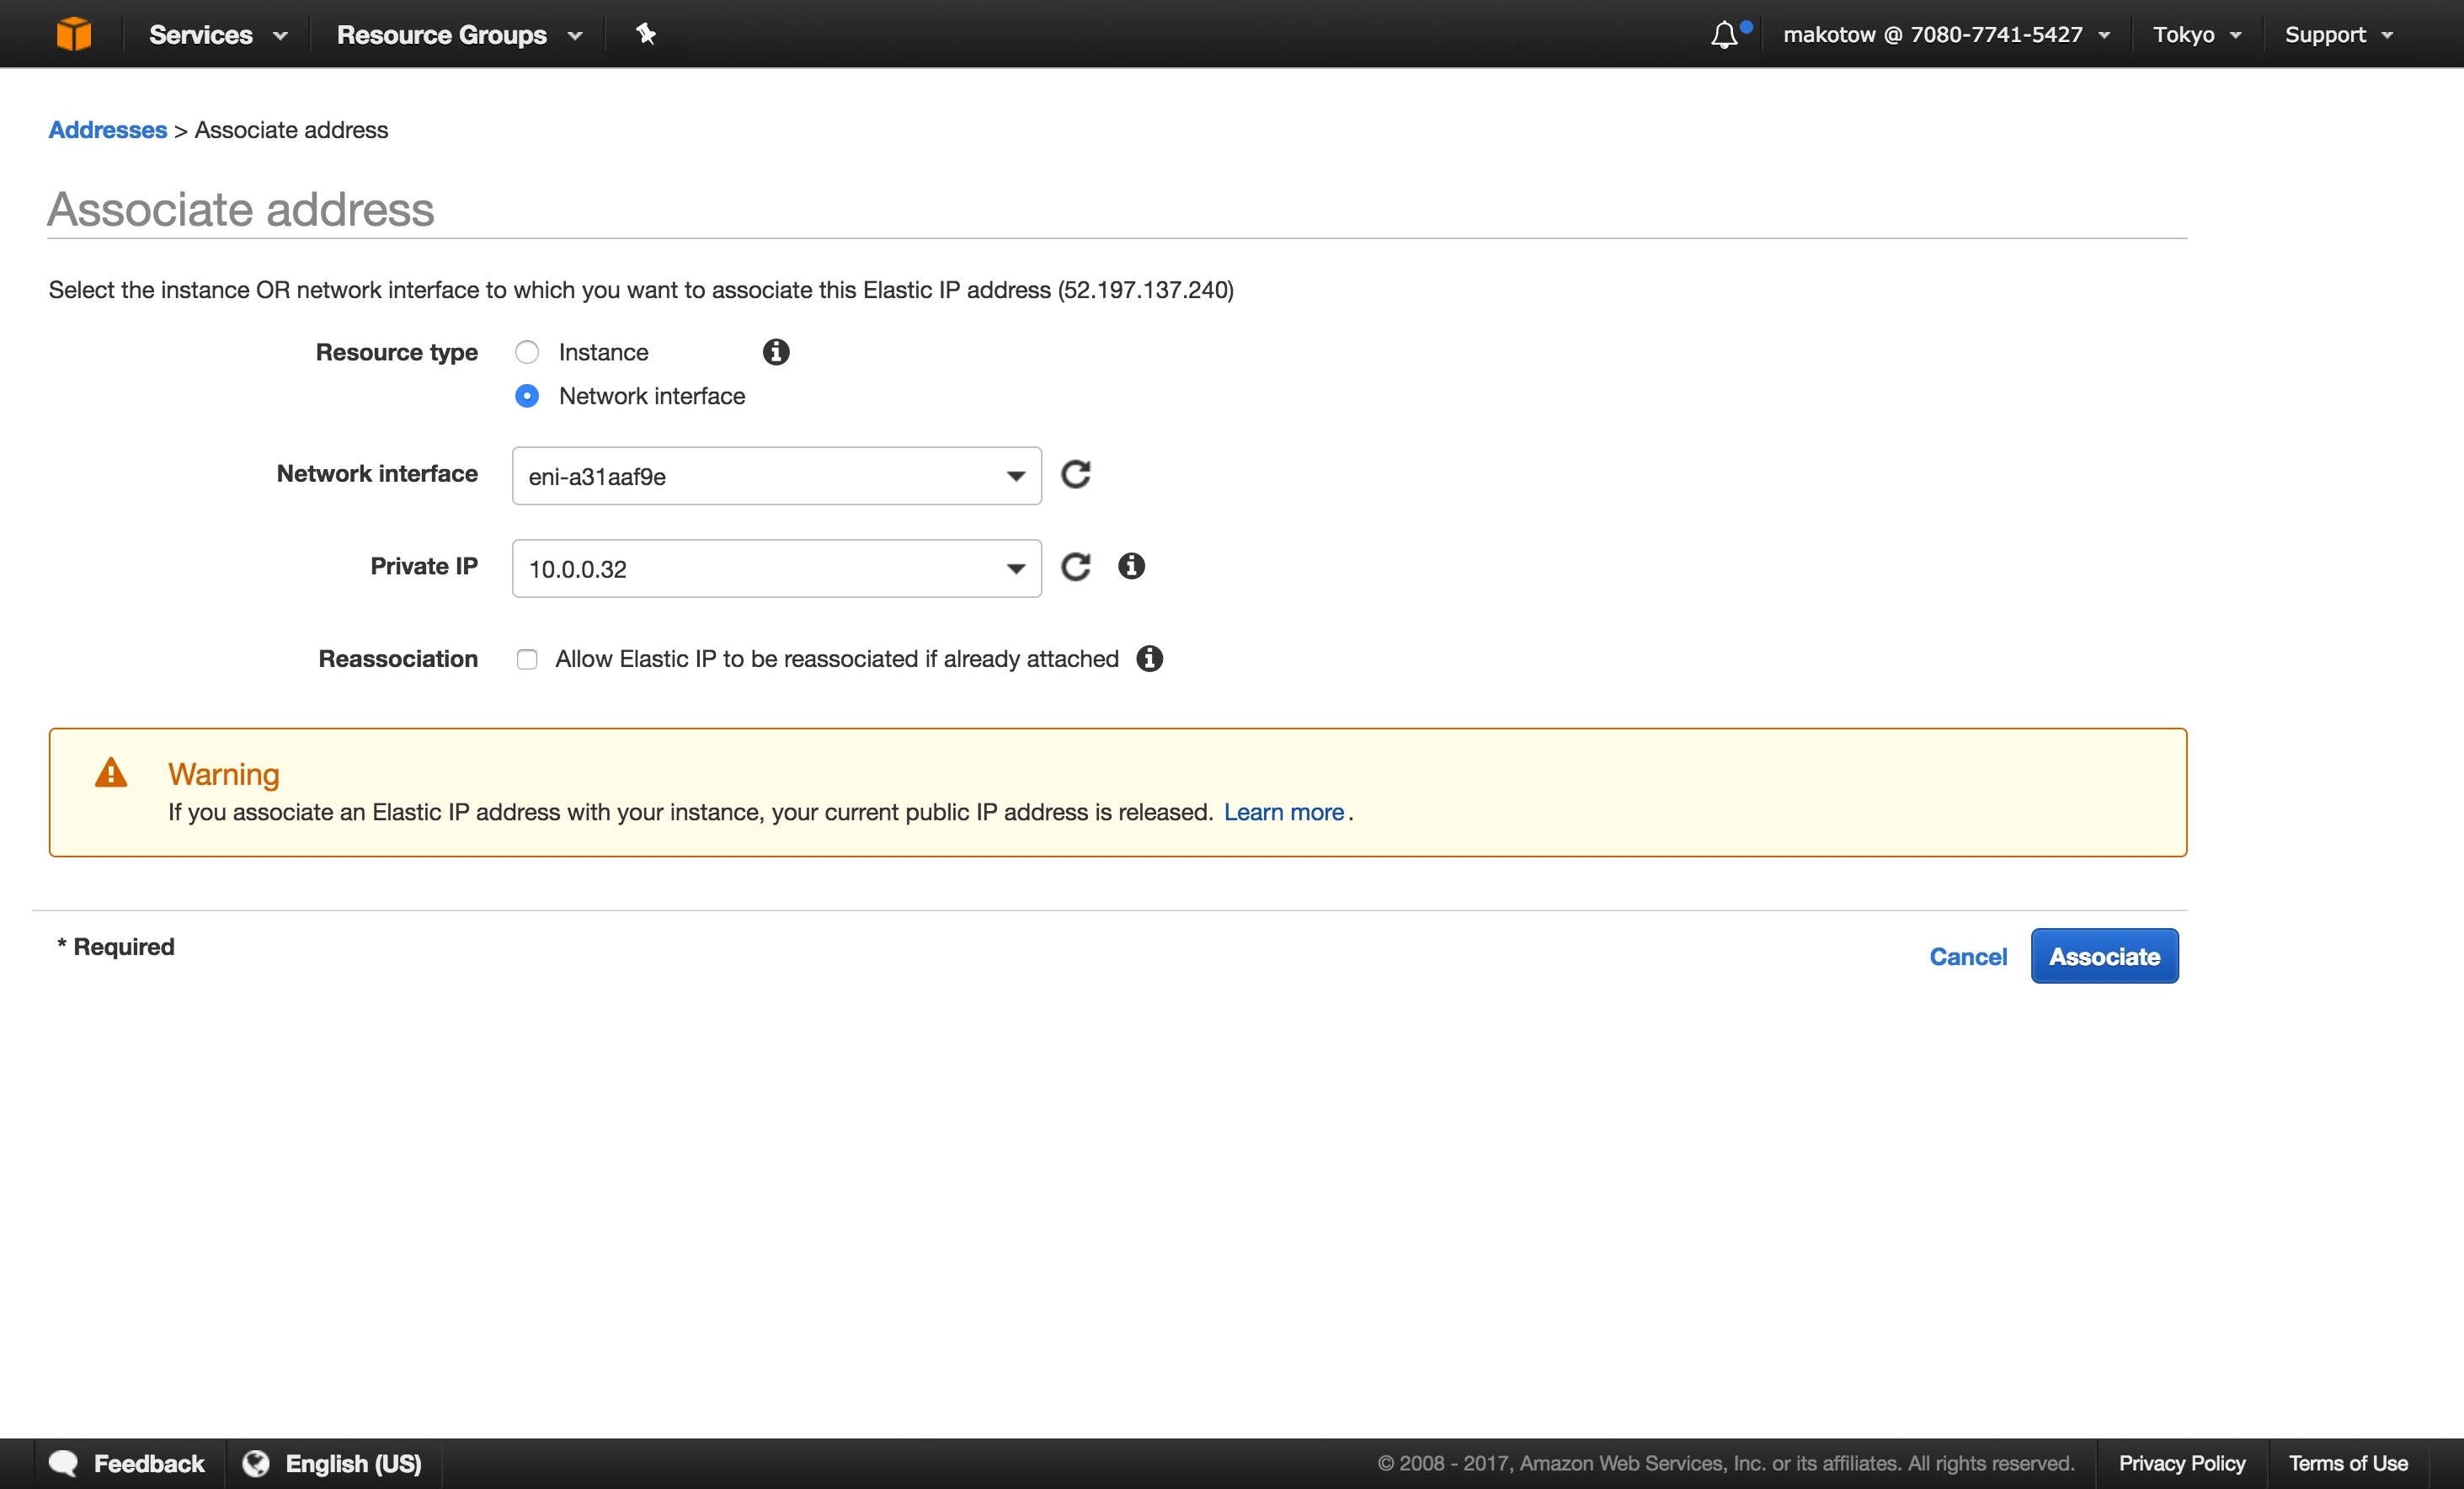 Services Resource Groups makotow @ 7080-7741-5427 Tokyo Support
Addresses > Associate address
Associate address
Select the instance OR network interface to which you want to associate this Elastic IP address (52.197.137.240)
Resource type Instance
Network interface
Network interface eni-a31aaf9e
Private IP 10.0.0.32
Reassociation Allow Elastic IP to be reassociated if already attached
Warning
If you associate an Elastic IP address with your instance, your current public IP address is released. Learn more.
* Required
Cancel Associate
Feedback English (US) © 2008 - 2017, Amazon Web Services, Inc. or its affiliates. All rights reserved. Privacy Policy Terms of Use